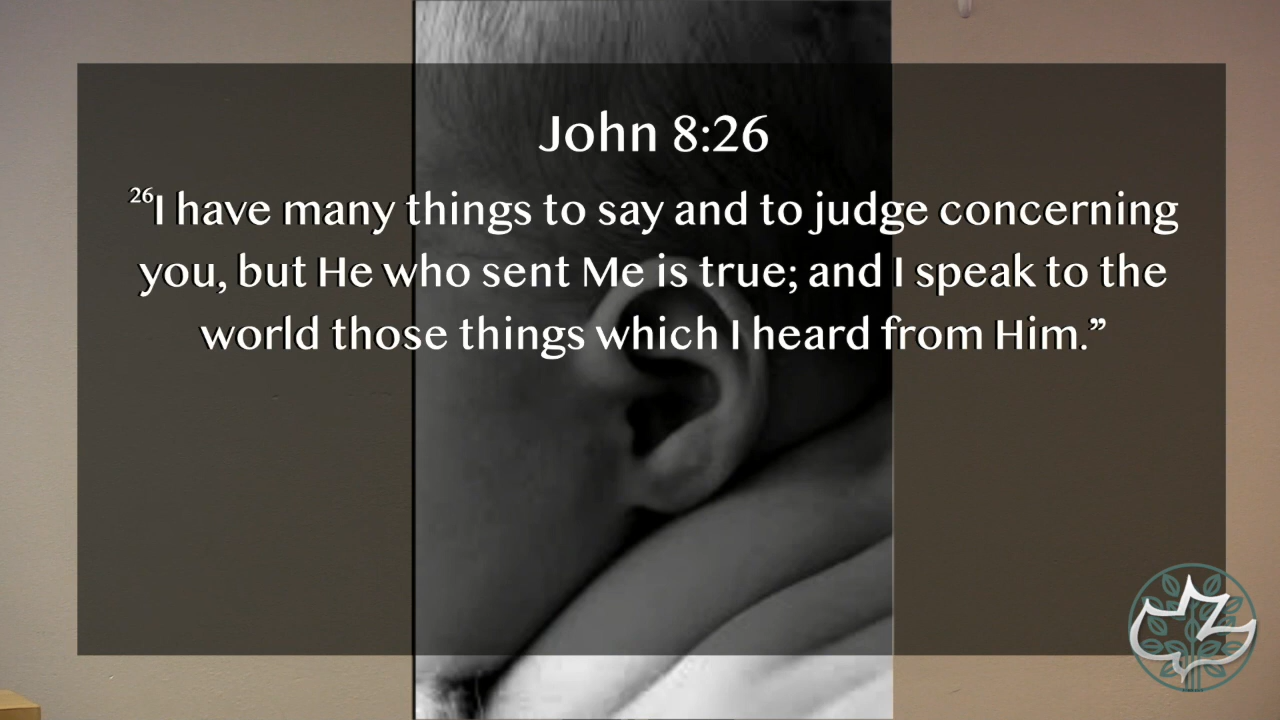 John 8:26
²⁶I have many things to say and to judge concerning
you, but He who sent Me is true; and I speak to the
world those things which I heard from Him.”